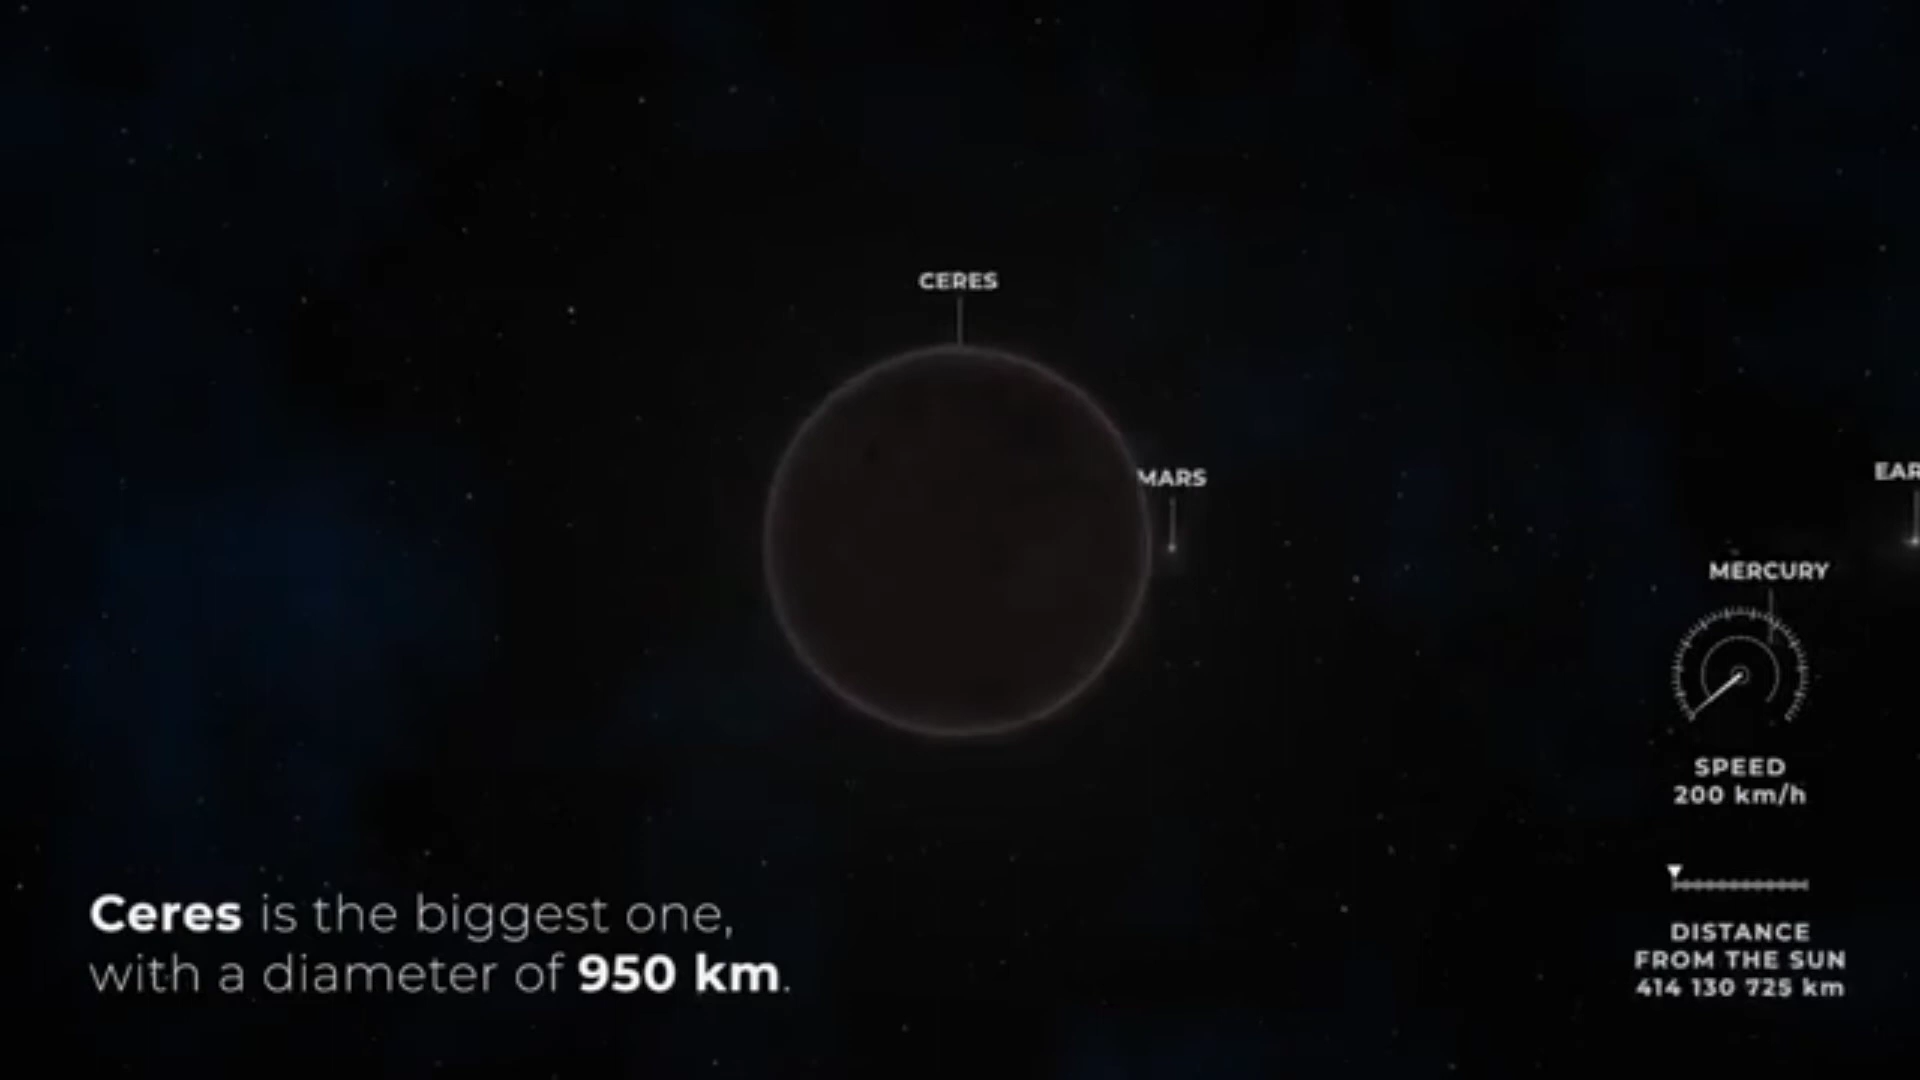 CERES
MARS
EAR
MERCURY
SPEED
200 km/h
DISTANCE
FROM THE SUN
414 130 725 km
Ceres is the biggest one,
with a diameter of 950 km.